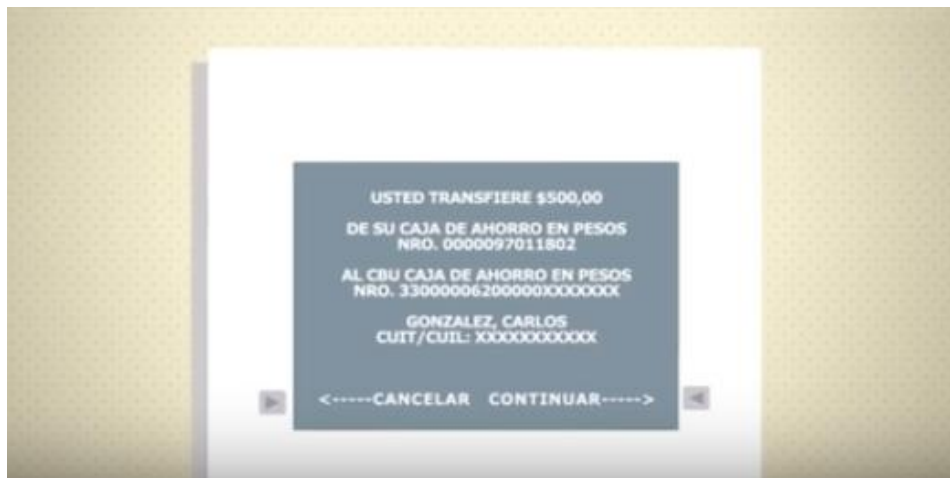 USTED TRANSFIERE $500,00
DE SU CAJA DE AHORRO EN PESOS
NRO. 0000097011802
AL CBU CAJA DE AHORRO EN PESOS
NRO. 33000006200000XXXXXXX
GONZALEZ, CARLOS
CUIT/CUIL: XXXXXXXXXXX
<-----CANCELAR CONTINUAR----->